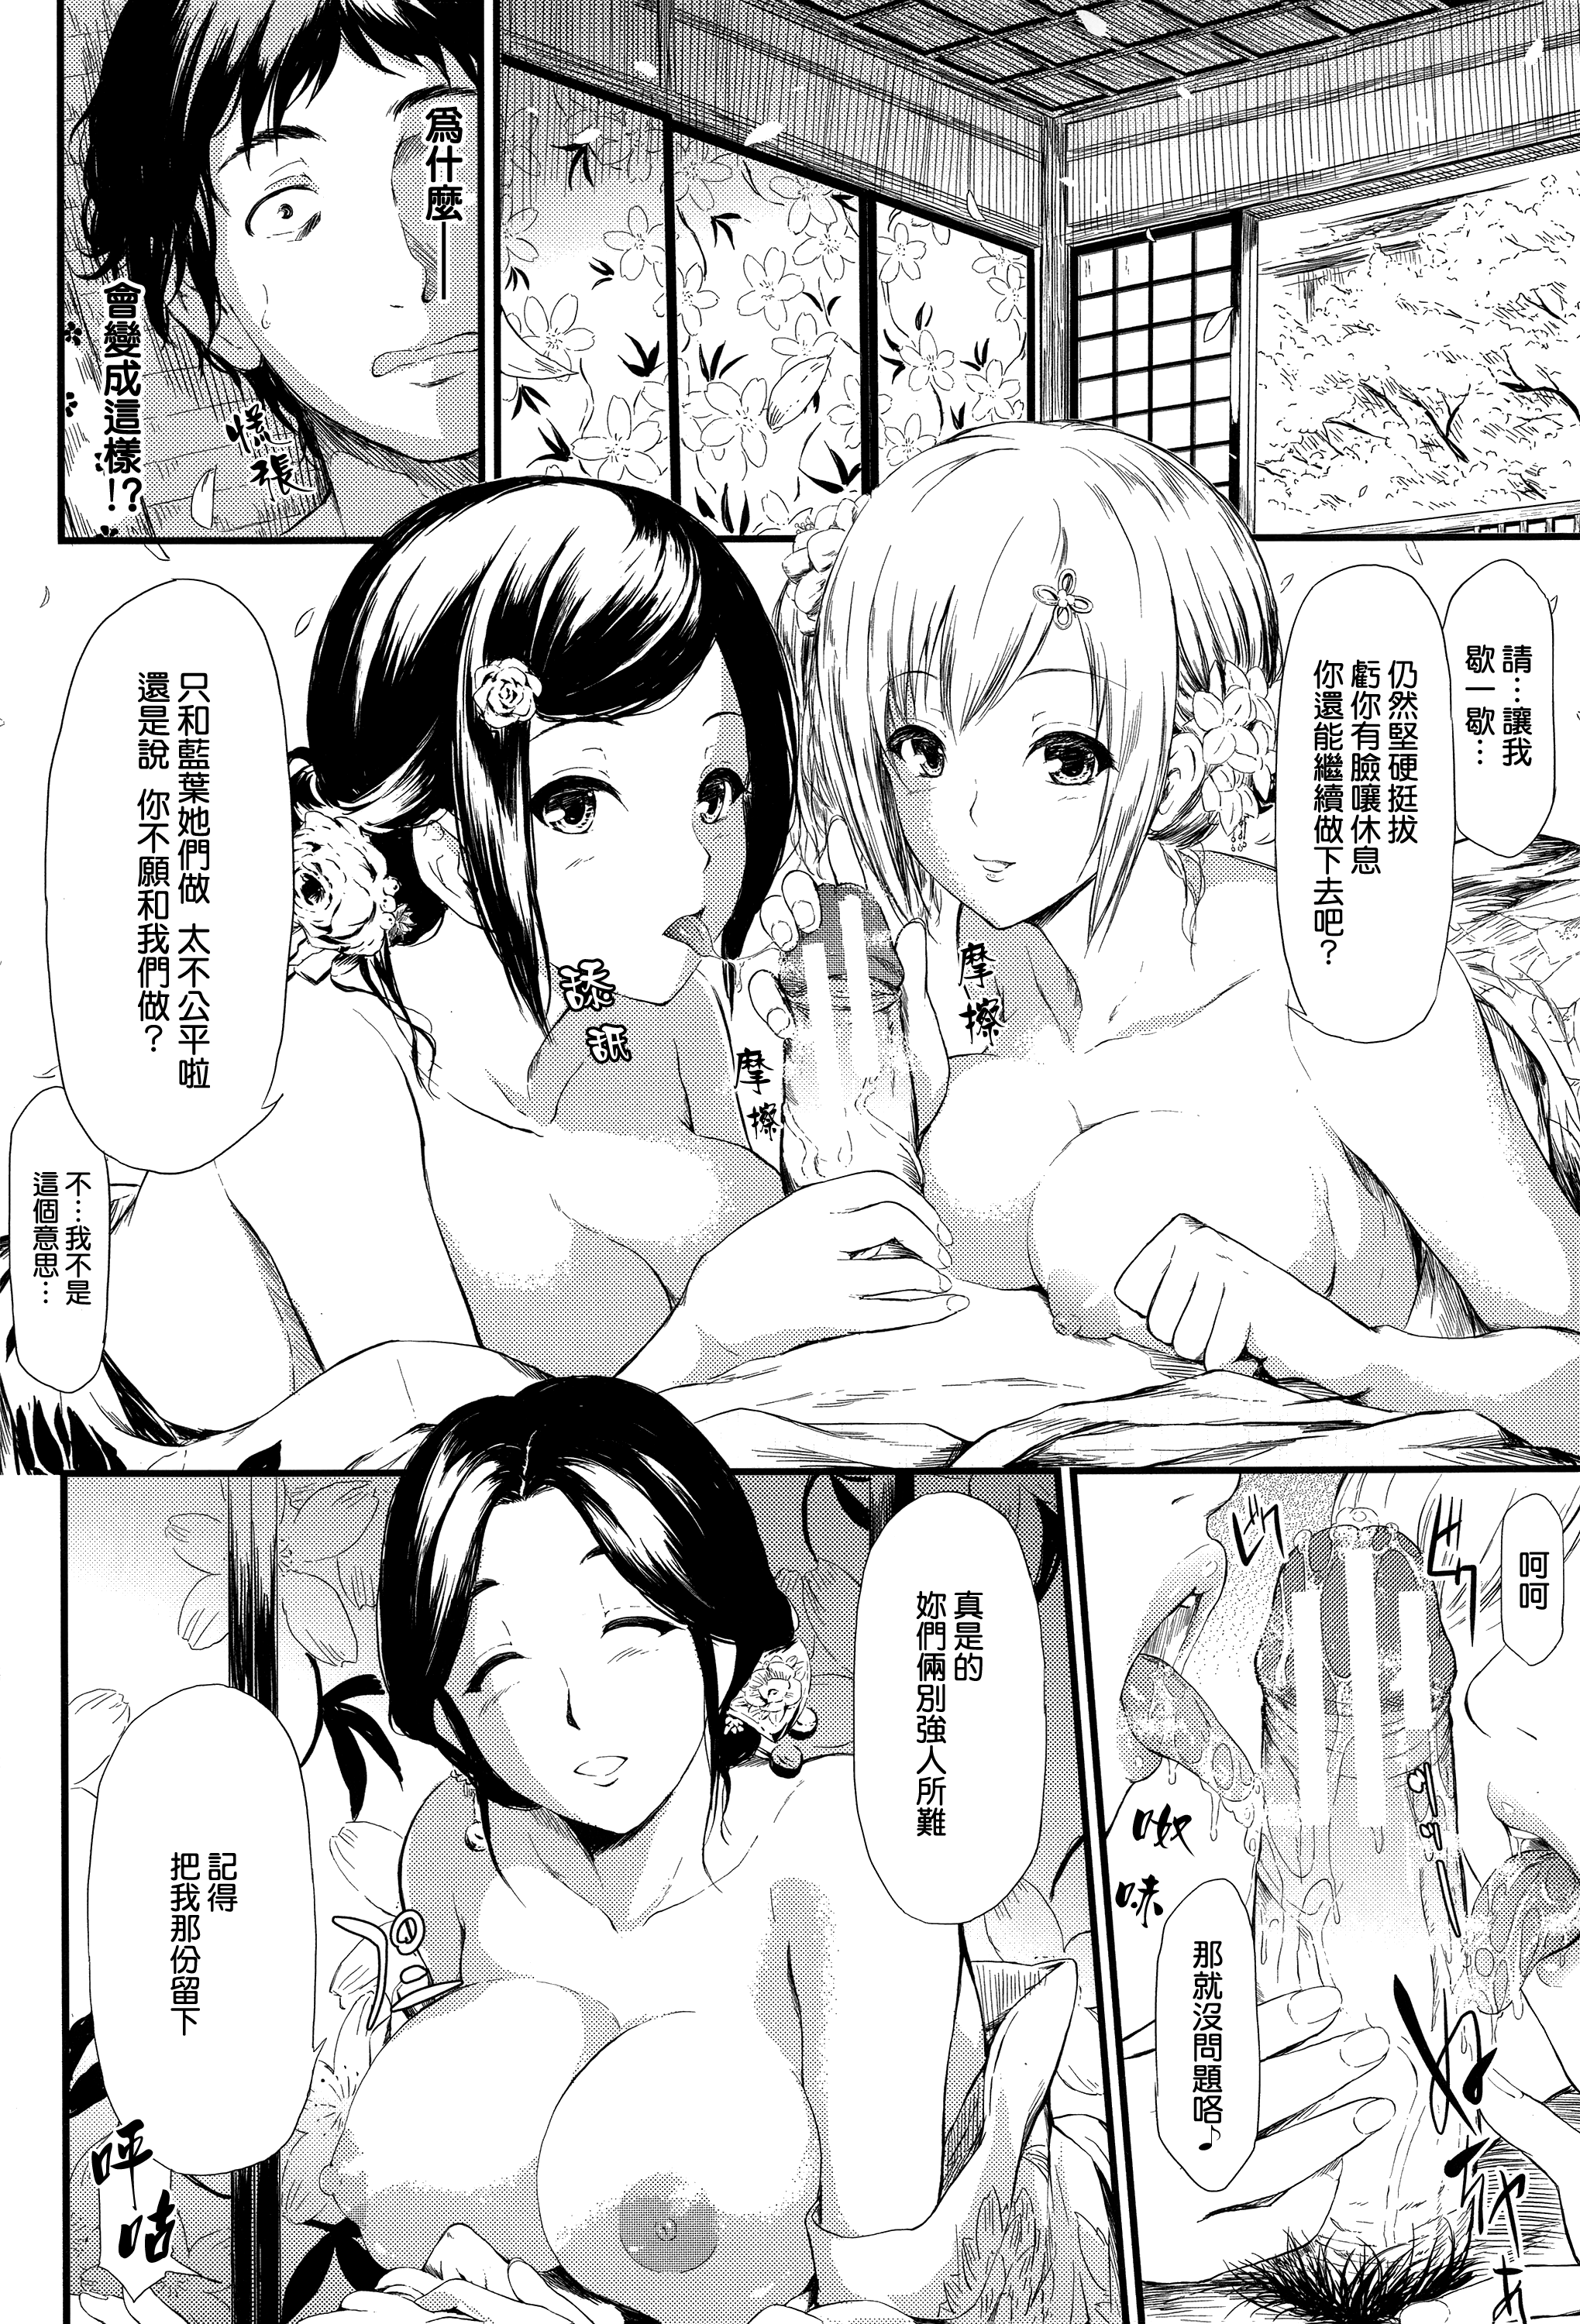 為什麼——
會變成這樣!?
慌張
請…讓我
歇一歇…
仍然堅硬挺拔
虧你有臉嚷休息
你還能繼續做下去吧？
摩擦
舔
舐
摩擦
只和藍葉她們做 太不公平啦
還是說 你不願和我們做？
不…我不是
這個意思…
呵呵
呶
味
那就沒問題咯♪
真是的
妳們倆別強人所難
記得
把我那份留下
呯
咕